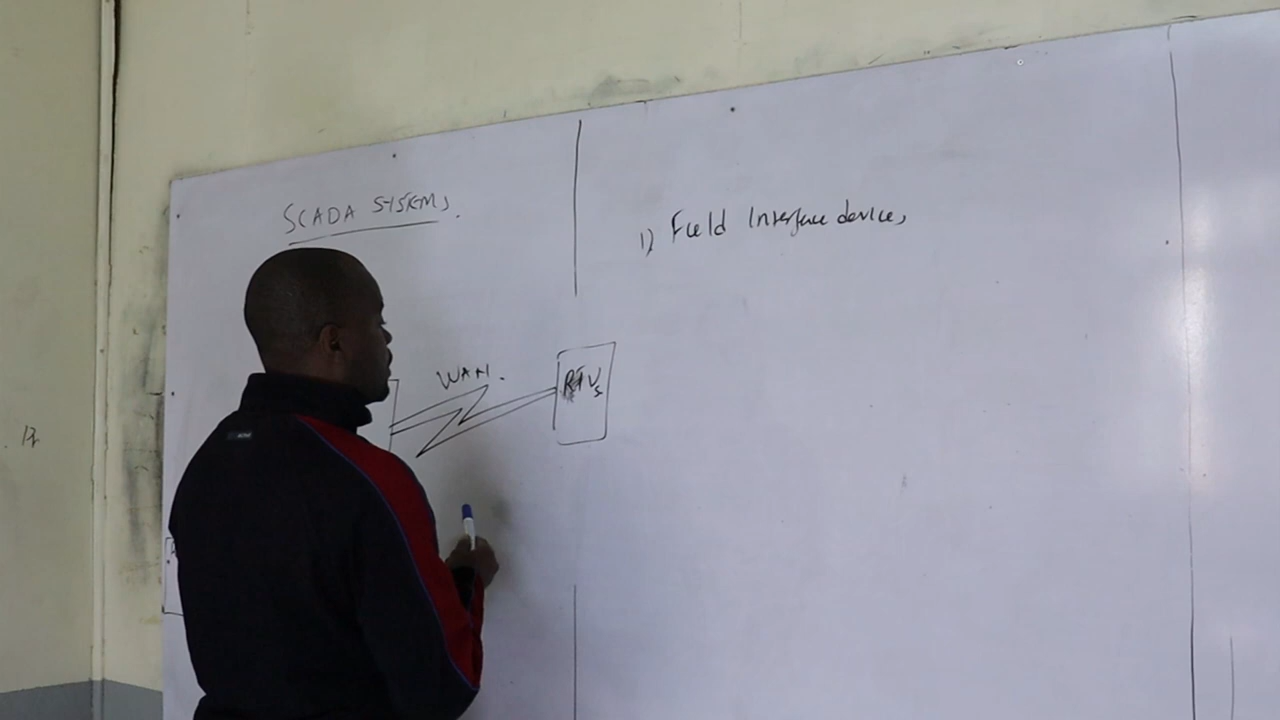 SCADA SYSTEMS.
1) Field Interface devices
WAN.
RTUs